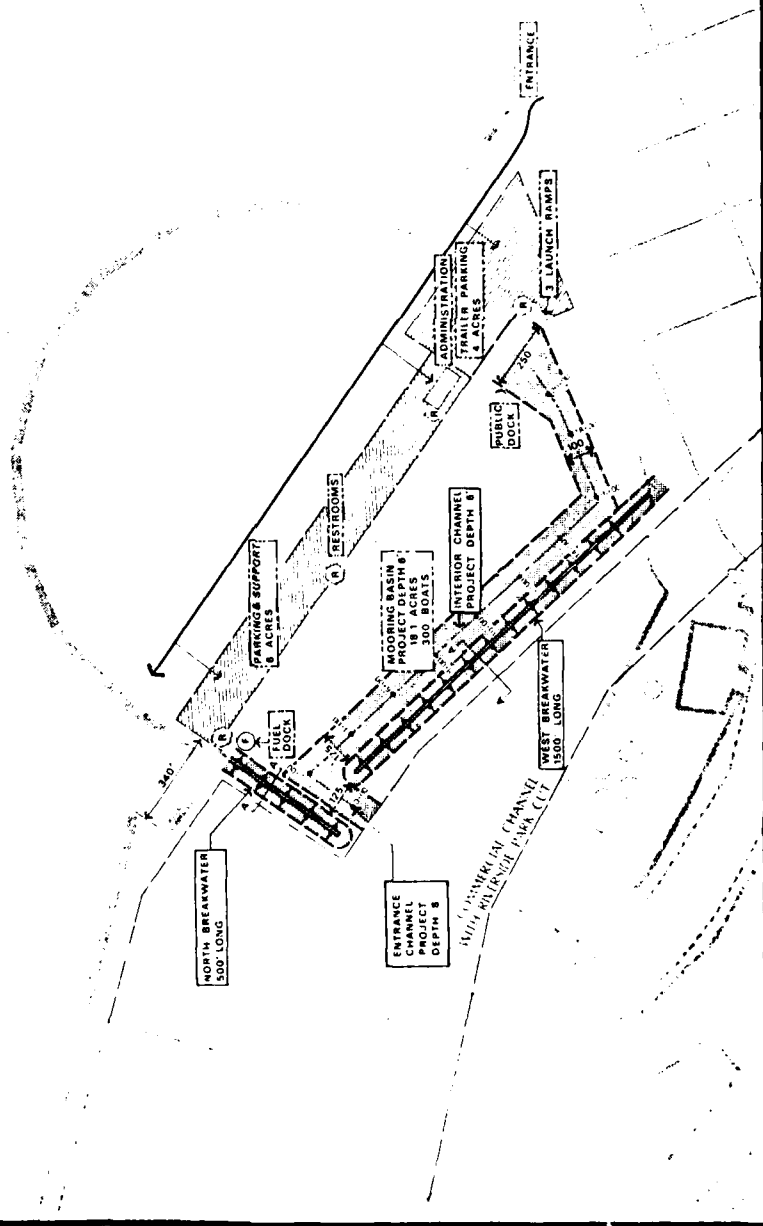 NORTH BREAKWATER
500' LONG
ENTRANCE
CHANNEL
PROJECT
DEPTH 8
340'
R
F
FUEL
DOCK
PARKING & SUPPORT
8 ACRES
R
RESTROOMS
MOORING BASIN
PROJECT DEPTH 6'
18.1 ACRES
300 BOATS
INTERIOR CHANNEL
PROJECT DEPTH 8'
A
A
A
A
125
WEST BREAKWATER
1500 LONG
COMMERCIAL CHANNEL
WITH RIVERSIDE PARK CUT
R
ADMINISTRATION
TRAILER PARKING
4 ACRES
PUBLIC
DOCK
250
100
R
3 LAUNCH RAMPS
ENTRANCE